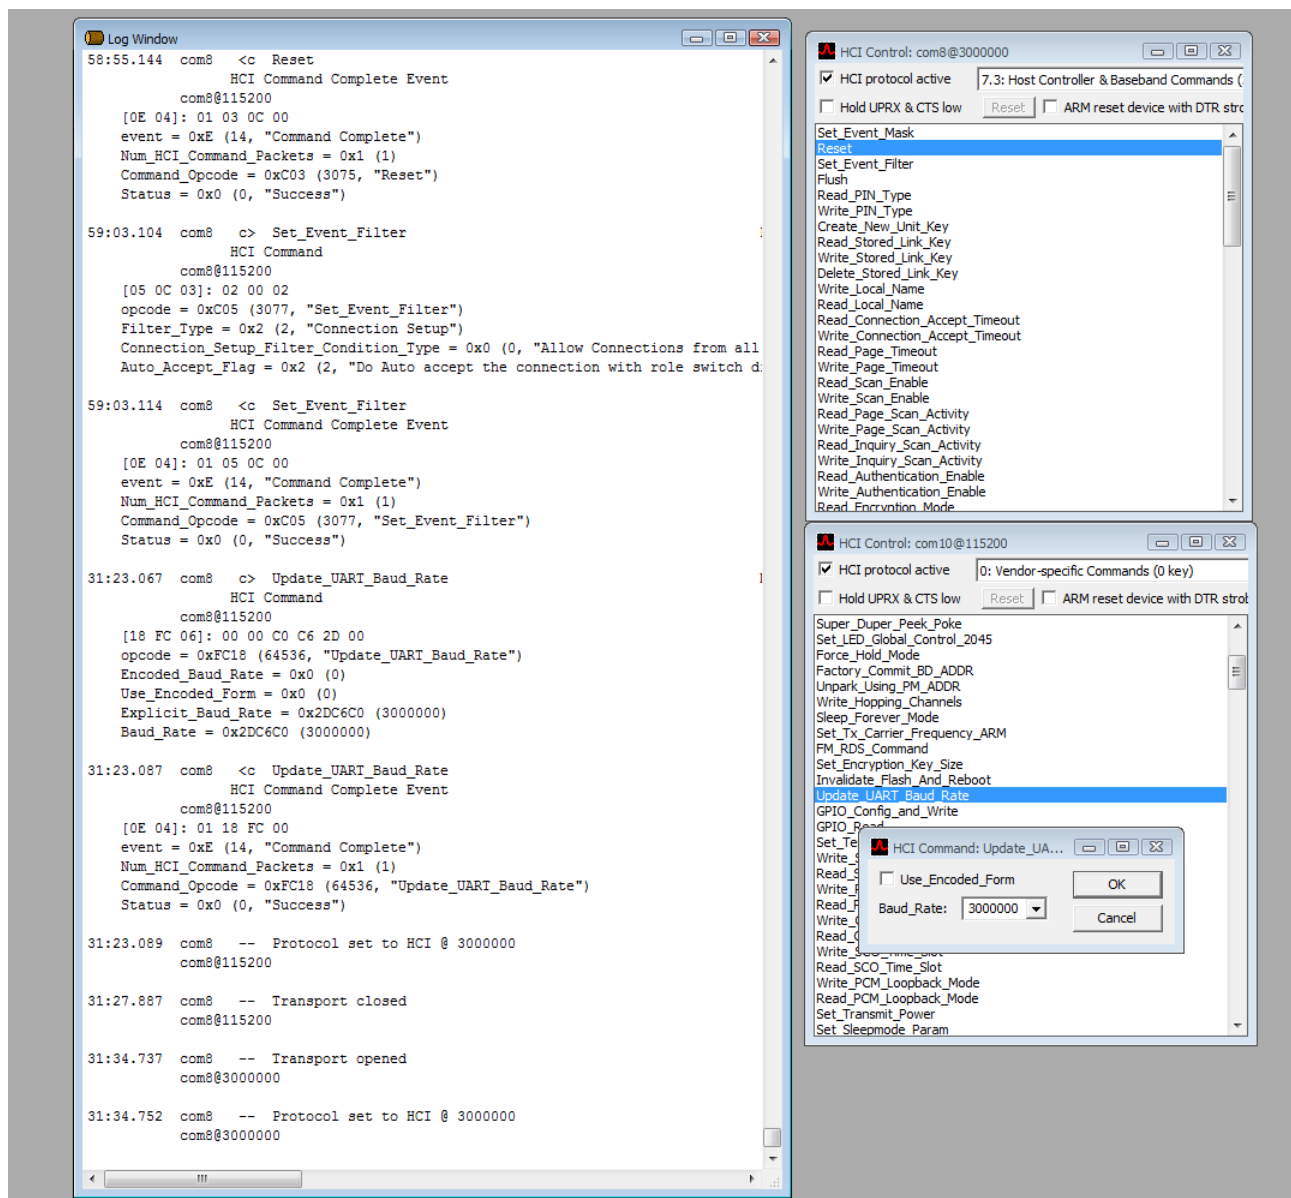 Log Window
58:55.144 com8 <c Reset
HCI Command Complete Event
com8@115200
[0E 04]: 01 03 0C 00
event = 0xE (14, "Command Complete")
Num_HCI_Command_Packets = 0x1 (1)
Command_Opcode = 0xC03 (3075, "Reset")
Status = 0x0 (0, "Success")
59:03.104 com8 c> Set_Event_Filter
HCI Command
com8@115200
[05 0C 03]: 02 00 02
opcode = 0xC05 (3077, "Set_Event_Filter")
Filter_Type = 0x2 (2, "Connection Setup")
Connection_Setup_Filter_Condition_Type = 0x0 (0, "Allow Connections from all
Auto_Accept_Flag = 0x2 (2, "Do Auto accept the connection with role switch d
59:03.114 com8 <c Set_Event_Filter
HCI Command Complete Event
com8@115200
[0E 04]: 01 05 0C 00
event = 0xE (14, "Command Complete")
Num_HCI_Command_Packets = 0x1 (1)
Command_Opcode = 0xC05 (3077, "Set_Event_Filter")
Status = 0x0 (0, "Success")
31:23.067 com8 c> Update_UART_Baud_Rate
HCI Command
com8@115200
[18 FC 06]: 00 00 C0 C6 2D 00
opcode = 0xFC18 (64536, "Update_UART_Baud_Rate")
Encoded_Baud_Rate = 0x0 (0)
Use_Encoded_Form = 0x0 (0)
Explicit_Baud_Rate = 0x2DC6C0 (3000000)
Baud_Rate = 0x2DC6C0 (3000000)
31:23.087 com8 <c Update_UART_Baud_Rate
HCI Command Complete Event
com8@115200
[0E 04]: 01 18 FC 00
event = 0xE (14, "Command Complete")
Num_HCI_Command_Packets = 0x1 (1)
Command_Opcode = 0xFC18 (64536, "Update_UART_Baud_Rate")
Status = 0x0 (0, "Success")
31:23.089 com8 -- Protocol set to HCI @ 3000000
com8@115200
31:27.887 com8 -- Transport closed
com8@115200
31:34.737 com8 -- Transport opened
com8@3000000
31:34.752 com8 -- Protocol set to HCI @ 3000000
com8@3000000
HCI Control: com8@3000000
HCI protocol active 7.3: Host Controller & Baseband Commands (
Hold UPRX & CTS low Reset ARM reset device with DTR stro
Set_Event_Mask
Reset
Set_Event_Filter
Flush
Read_PIN_Type
Write_PIN_Type
Create_New_Unit_Key
Read_Stored_Link_Key
Write_Stored_Link_Key
Delete_Stored_Link_Key
Write_Local_Name
Read_Local_Name
Read_Connection_Accept_Timeout
Write_Connection_Accept_Timeout
Read_Page_Timeout
Write_Page_Timeout
Read_Scan_Enable
Write_Scan_Enable
Read_Page_Scan_Activity
Write_Page_Scan_Activity
Read_Inquiry_Scan_Activity
Write_Inquiry_Scan_Activity
Read_Authentication_Enable
Write_Authentication_Enable
Read_Encryption_Mode
HCI Control: com10@115200
HCI protocol active 0: Vendor-specific Commands (0 key)
Hold UPRX & CTS low Reset ARM reset device with DTR strob
Super_Duper_Peek_Poke
Set_LED_Global_Control_2045
Force_Hold_Mode
Factory_Commit_BD_ADDR
Unpark_Using_PM_ADDR
Write_Hopping_Channels
Sleep_Forever_Mode
Set_Tx_Carrier_Frequency_ARM
FM_RDS_Command
Set_Encryption_Key_Size
Invalidate_Flash_And_Reboot
Update_UART_Baud_Rate
GPIO_Config_and_Write
GPIO_Read
Set_Te
Write_S
Read_S
Write_P
Read_P
Write_C
Read_C
HCI Command: Update_UA...
Use_Encoded_Form OK
Baud_Rate: 3000000
Cancel
Write_SCO_Time_Slot
Read_SCO_Time_Slot
Write_PCM_Loopback_Mode
Read_PCM_Loopback_Mode
Set_Transmit_Power
Set_Sleepmode_Param